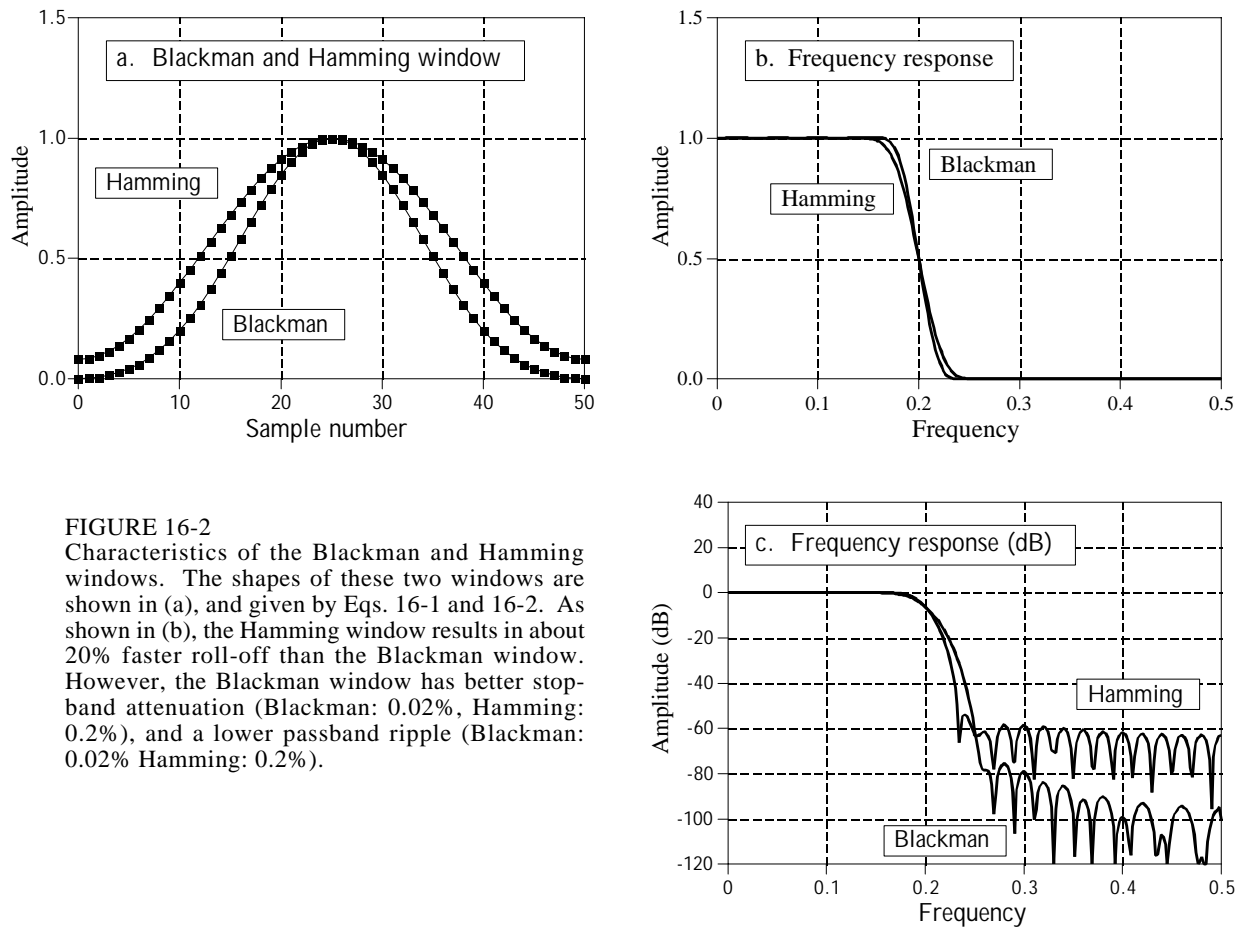 1.5
1.0
0.5
0.0
Amplitude
a. Blackman and Hamming window
Hamming
Blackman
0 10 20 30 40 50
Sample number
1.5
1.0
0.5
0.0
Amplitude
b. Frequency response
Blackman
Hamming
0 0.1 0.2 0.3 0.4 0.5
Frequency
FIGURE 16-2
Characteristics of the Blackman and Hamming
windows. The shapes of these two windows are
shown in (a), and given by Eqs. 16-1 and 16-2. As
shown in (b), the Hamming window results in about
20% faster roll-off than the Blackman window.
However, the Blackman window has better stop-
band attenuation (Blackman: 0.02%, Hamming:
0.2%), and a lower passband ripple (Blackman:
0.02% Hamming: 0.2%).
40
20
0
-20
-40
-60
-80
-100
-120
Amplitude (dB)
c. Frequency response (dB)
Hamming
Blackman
0 0.1 0.2 0.3 0.4 0.5
Frequency